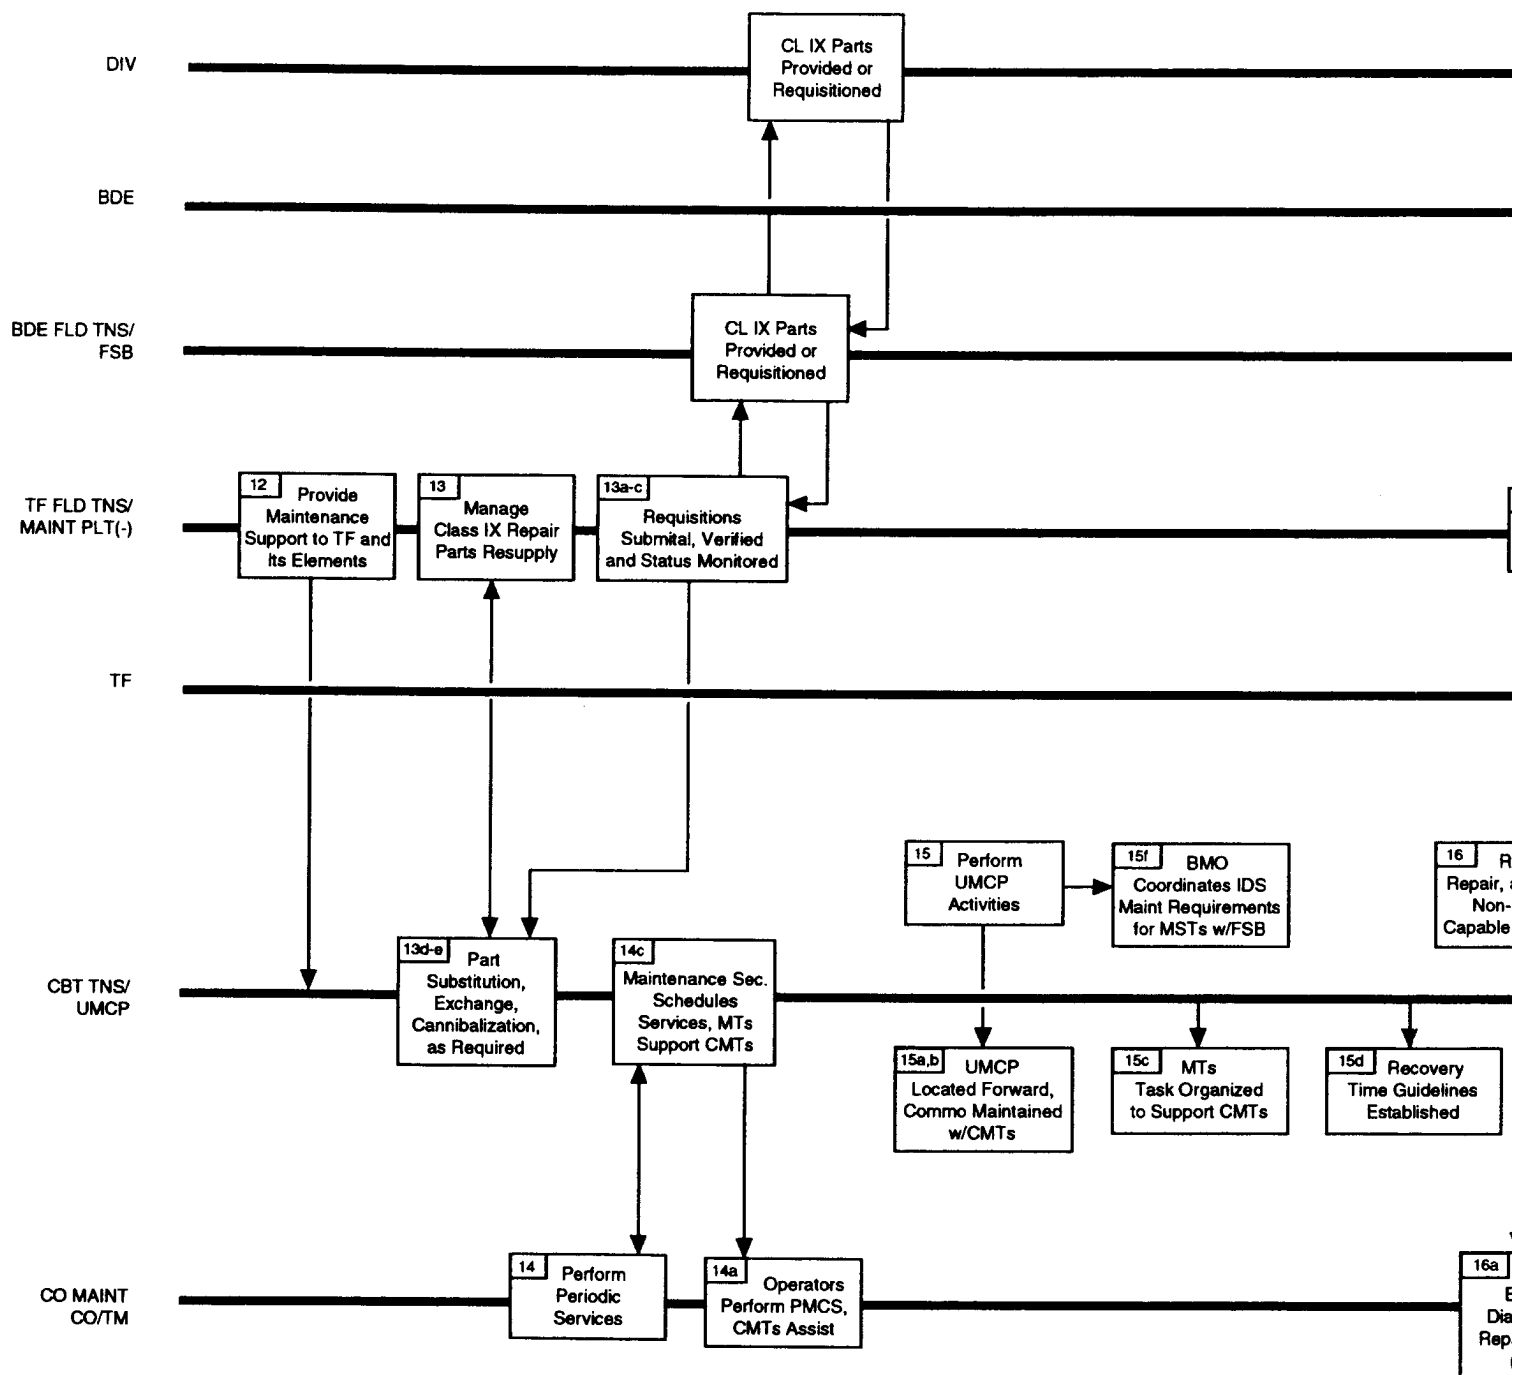 DIV
CL IX Parts
Provided or
Requisitioned
BDE
BDE FLD TNS/
FSB
CL IX Parts
Provided or
Requisitioned
TF FLD TNS/
MAINT PLT(-)
12
Provide
Maintenance
Support to TF and
Its Elements
13
Manage
Class IX Repair
Parts Resupply
13a-c
Requisitions
Submital, Verified
and Status Monitored
TF
15
Perform
UMCP
Activities
15f
BMO
Coordinates IDS
Maint Requirements
for MSTs w/FSB
16
R
Repair,
Non-
Capable
CBT TNS/
UMCP
13d-e
Part
Substitution,
Exchange,
Cannibalization,
as Required
14c
Maintenance Sec.
Schedules
Services, MTs
Support CMTs
15a,b
UMCP
Located Forward,
Commo Maintained
w/CMTs
15c
MTs
Task Organized
to Support CMTs
15d
Recovery
Time Guidelines
Established
CO MAINT
CO/TM
14
Perform
Periodic
Services
14a
Operators
Perform PMCS,
CMTs Assist
16a
Dia
Rep